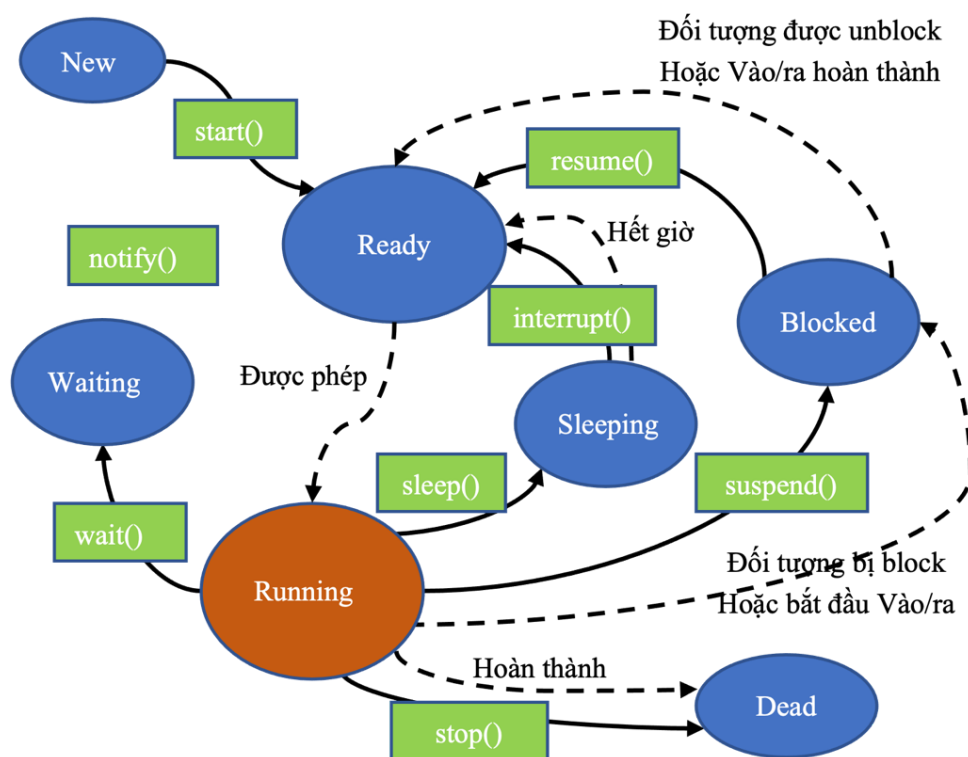 Đối tượng được unblock
Hoặc Vào/ra hoàn thành
New
start()
resume()
Ready
Hết giờ
notify()
interrupt()
Blocked
Waiting
Được phép
Sleeping
sleep()
suspend()
wait()
Running
Đối tượng bị block
Hoặc bắt đầu Vào/ra
Hoàn thành
Dead
stop()